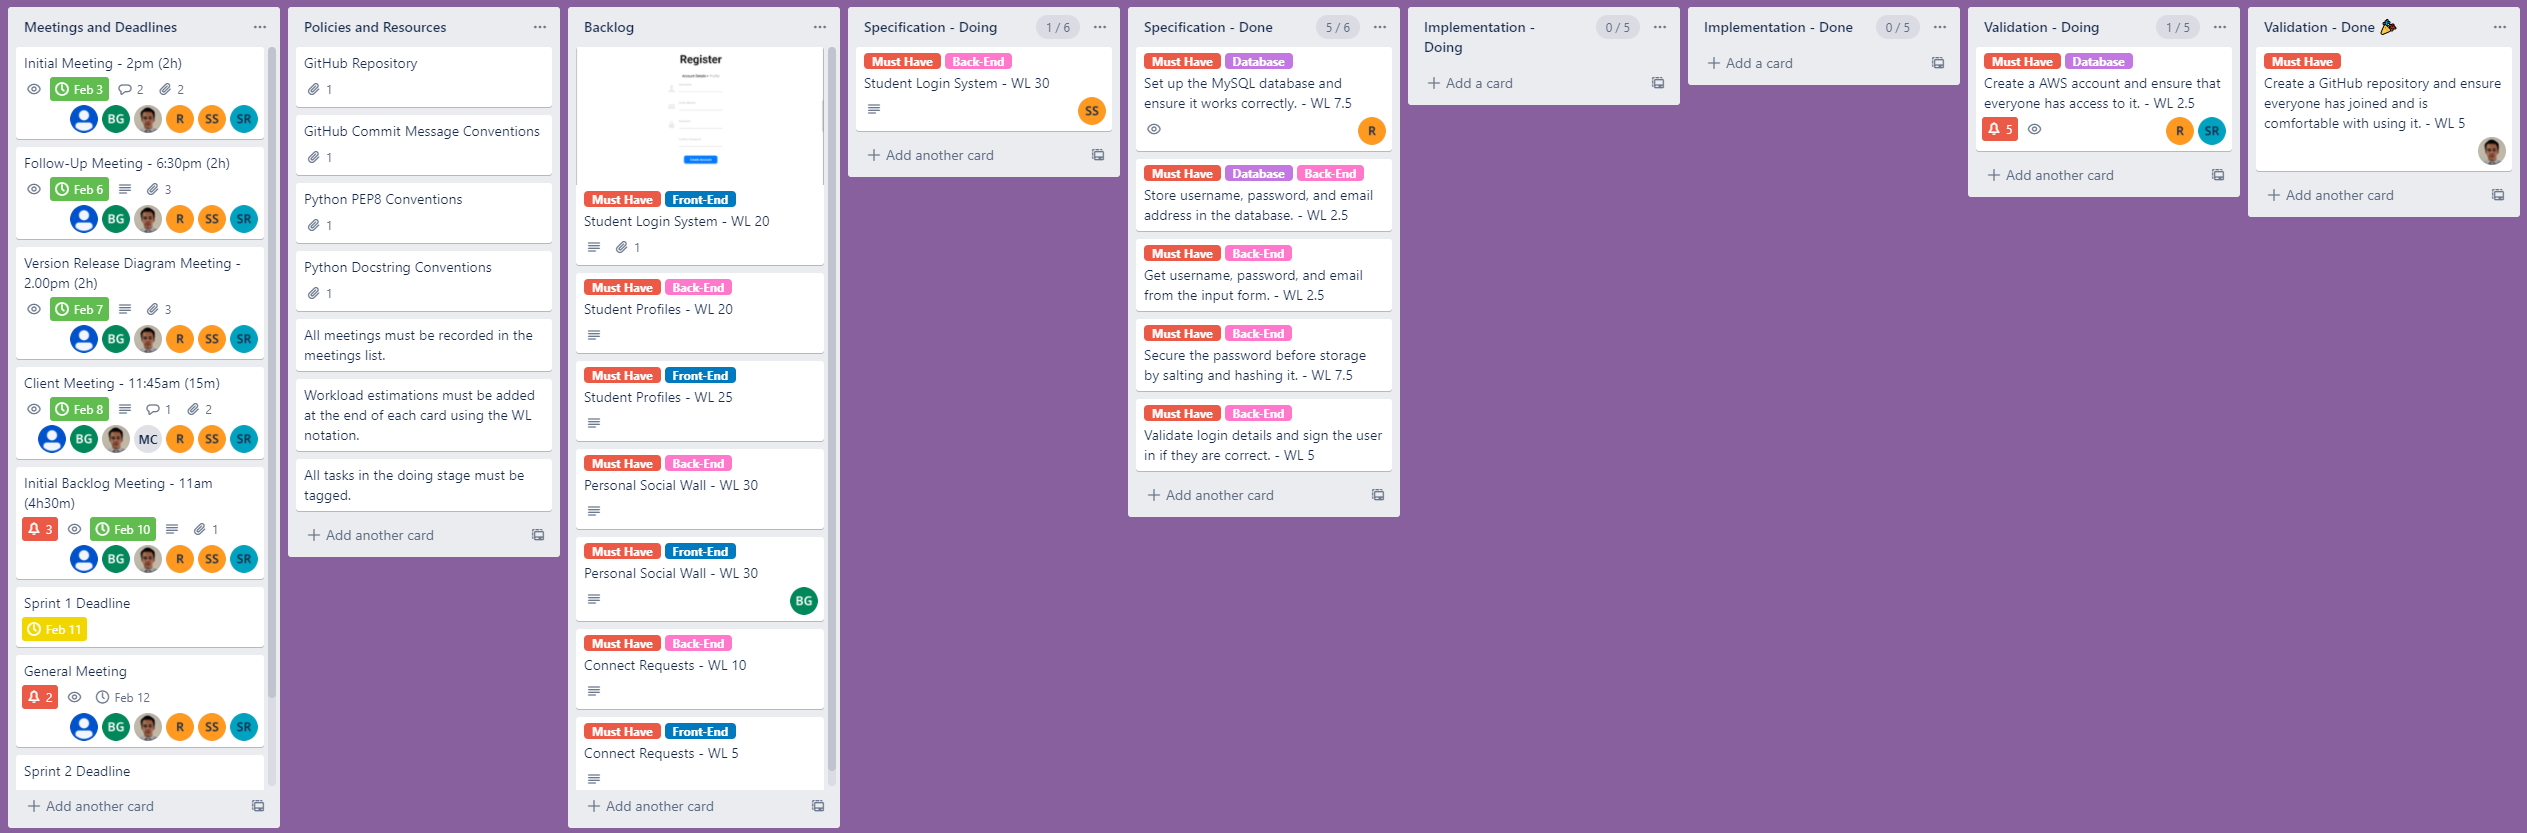 Meetings and Deadlines
Initial Meeting - 2pm (2h)
Feb 3
2
2
BG
R
SS
SR
Follow-Up Meeting - 6:30pm (2h)
Feb 6
3
BG
R
SS
SR
Version Release Diagram Meeting -
2.00pm (2h)
Feb 7
3
BG
R
SS
SR
Client Meeting - 11:45am (15m)
Feb 8
1
2
BG
MC
R
SS
SR
Initial Backlog Meeting - 11am
(4h30m)
3
Feb 10
1
BG
R
SS
SR
Sprint 1 Deadline
Feb 11
General Meeting
2
Feb 12
BG
R
SS
SR
Sprint 2 Deadline
+ Add another card
Policies and Resources
GitHub Repository
1
GitHub Commit Message Conventions
1
Python PEP8 Conventions
1
Python Docstring Conventions
1
All meetings must be recorded in the
meetings list.
Workload estimations must be added
at the end of each card using the WL
notation.
All tasks in the doing stage must be
tagged.
+ Add another card
Backlog
Register
Must Have Front-End
Student Login System - WL 20
1
Must Have Back-End
Student Profiles - WL 20
Must Have Front-End
Student Profiles - WL 25
Must Have Back-End
Personal Social Wall - WL 30
Must Have Front-End
Personal Social Wall - WL 30
BG
Must Have Back-End
Connect Requests - WL 10
Must Have Front-End
Connect Requests - WL 5
+ Add another card
Specification - Doing
1 / 6
Must Have Back-End
Student Login System - WL 30
SS
+ Add another card
Specification - Done
5 / 6
Must Have Database
Set up the MySQL database and
ensure it works correctly. - WL 7.5
R
Must Have Database Back-End
Store username, password, and email
address in the database. - WL 2.5
Must Have Back-End
Get username, password, and email
from the input form. - WL 2.5
Must Have Back-End
Secure the password before storage
by salting and hashing it. - WL 7.5
Must Have Back-End
Validate login details and sign the user
in if they are correct. - WL 5
+ Add another card
Implementation -
Doing
0 / 5
+ Add a card
Implementation - Done
0 / 5
+ Add a card
Validation - Doing
1 / 5
Must Have Database
Create a AWS account and ensure that
everyone has access to it. - WL 2.5
5
R
SR
+ Add another card
Validation - Done 🎉
Must Have
Create a GitHub repository and ensure
everyone has joined and is
comfortable with using it. - WL 5
+ Add another card